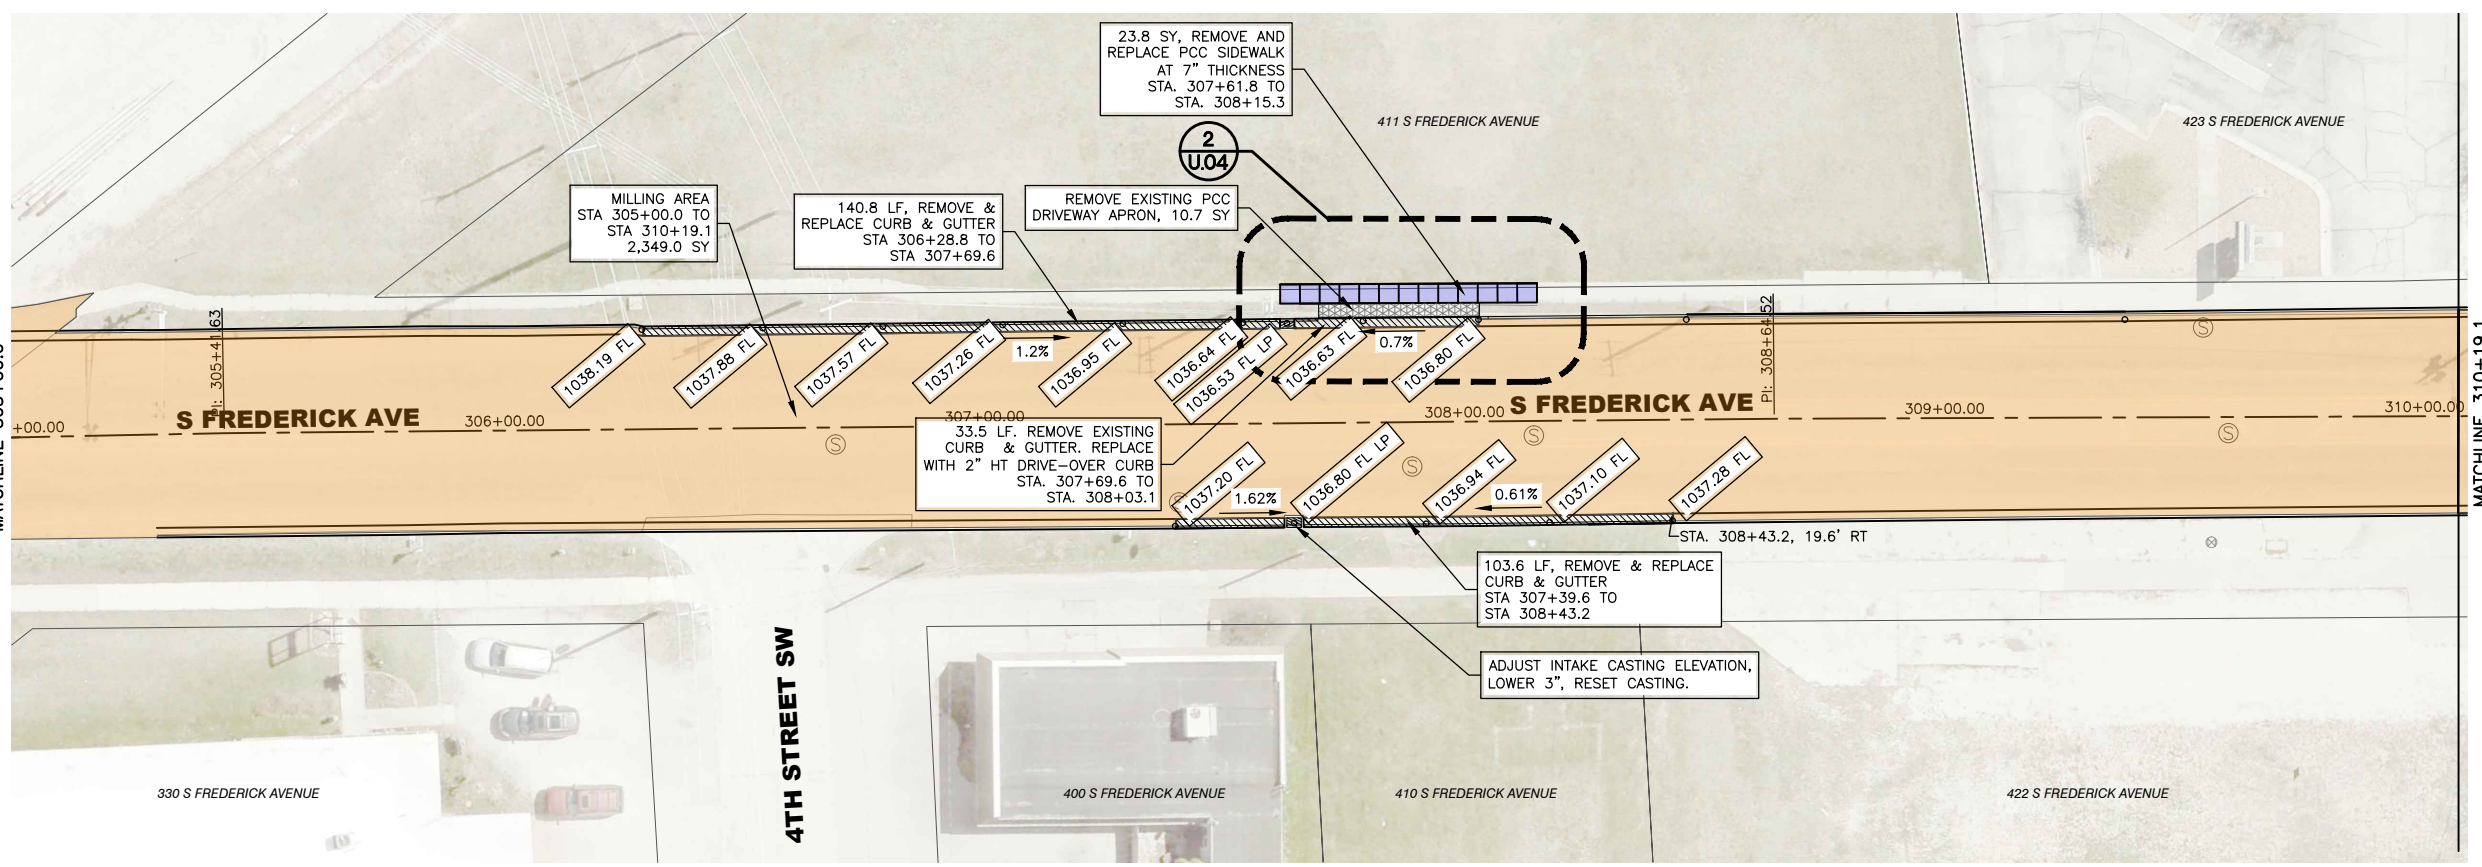 23.8 SY, REMOVE AND
REPLACE PCC SIDEWALK
AT 7" THICKNESS
STA. 307+61.8 TO
STA. 308+15.3
411 S FREDERICK AVENUE
423 S FREDERICK AVENUE
2
U.04
MILLING AREA
STA 305+00.0 TO
STA 310+19.1
2,349.0 SY
140.8 LF, REMOVE &
REPLACE CURB & GUTTER
STA 306+28.8 TO
STA 307+69.6
REMOVE EXISTING PCC
DRIVEWAY APRON, 10.7 SY
PI: 305+41.63
PI: 308+64.52
1038.19 FL
1037.88 FL
1037.57 FL
1037.26 FL
1.2%
1036.95 FL
1036.64 FL
1036.53 FL LP
1036.63 FL
0.7%
1036.80 FL
+00.00
S FREDERICK AVE
306+00.00
307+00.00
308+00.00
S FREDERICK AVE
309+00.00
310+00.00
MATCHLINE 310+19.1
33.5 LF. REMOVE EXISTING
CURB & GUTTER. REPLACE
WITH 2" HT DRIVE-OVER CURB
STA. 307+69.6 TO
STA. 308+03.1
S
S
S
S
S
S
1037.20 FL
1.62%
1036.80 FL LP
1036.94 FL
0.61%
1037.10 FL
1037.28 FL
STA. 308+43.2, 19.6' RT
103.6 LF, REMOVE & REPLACE
CURB & GUTTER
STA 307+39.6 TO
STA 308+43.2
ADJUST INTAKE CASTING ELEVATION,
LOWER 3", RESET CASTING.
4TH STREET SW
330 S FREDERICK AVENUE
400 S FREDERICK AVENUE
410 S FREDERICK AVENUE
422 S FREDERICK AVENUE